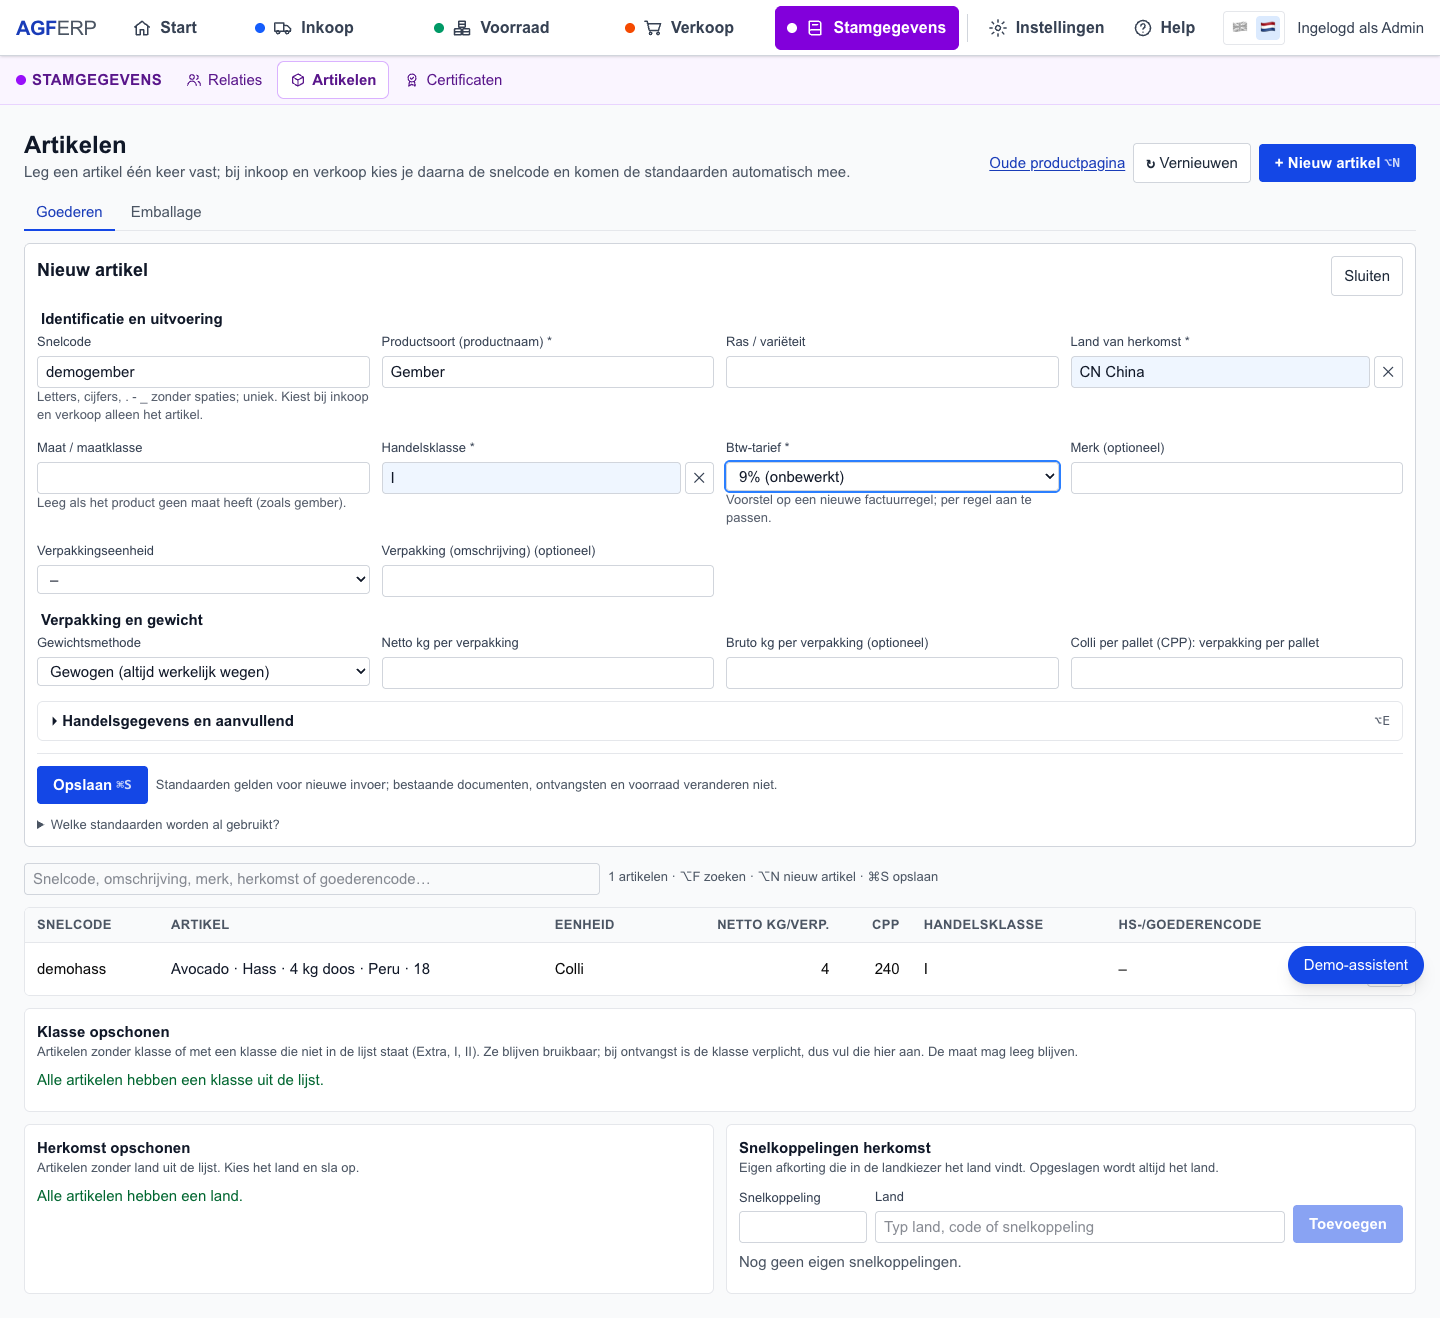 AGFERP
Start
Inkoop
Voorraad
Verkoop
Stamgegevens
Instellingen
Help
Ingelogd als Admin
STAMGEGEVENS
Relaties
Artikelen
Certificaten
Artikelen
Leg een artikel één keer vast; bij inkoop en verkoop kies je daarna de snelcode en komen de standaarden automatisch mee.
Oude productpagina
↻ Vernieuwen
+ Nieuw artikel ⌥N
Goederen
Emballage
Nieuw artikel
Sluiten
Identificatie en uitvoering
Snelcode
Productsoort (productnaam) *
Ras / variëteit
Land van herkomst *
demogember
Gember
CN China
Letters, cijfers, . - _ zonder spaties; uniek. Kiest bij inkoop
en verkoop alleen het artikel.
Maat / maatklasse
Handelsklasse *
Btw-tarief *
Merk (optioneel)
I
9% (onbewerkt)
Leeg als het product geen maat heeft (zoals gember).
Voorstel op een nieuwe factuurregel; per regel aan te
passen.
Verpakkingseenheid
Verpakking (omschrijving) (optioneel)
–
Verpakking en gewicht
Gewichtsmethode
Netto kg per verpakking
Bruto kg per verpakking (optioneel)
Colli per pallet (CPP): verpakking per pallet
Gewogen (altijd werkelijk wegen)
Handelsgegevens en aanvullend
⌥E
Opslaan ⌘S
Standaarden gelden voor nieuwe invoer; bestaande documenten, ontvangsten en voorraad veranderen niet.
Welke standaarden worden al gebruikt?
Snelcode, omschrijving, merk, herkomst of goederencode…
1 artikelen · ⌥F zoeken · ⌥N nieuw artikel · ⌘S opslaan
SNELCODE
ARTIKEL
EENHEID
NETTO KG/VERP.
CPP
HANDELSKLASSE
HS-/GOEDERENCODE
demohass
Avocado · Hass · 4 kg doos · Peru · 18
Colli
4
240
I
–
Demo-assistent
Klasse opschonen
Artikelen zonder klasse of met een klasse die niet in de lijst staat (Extra, I, II). Ze blijven bruikbaar; bij ontvangst is de klasse verplicht, dus vul die hier aan. De maat mag leeg blijven.
Alle artikelen hebben een klasse uit de lijst.
Herkomst opschonen
Artikelen zonder land uit de lijst. Kies het land en sla op.
Alle artikelen hebben een land.
Snelkoppelingen herkomst
Eigen afkorting die in de landkiezer het land vindt. Opgeslagen wordt altijd het land.
Snelkoppeling
Land
Typ land, code of snelkoppeling
Toevoegen
Nog geen eigen snelkoppelingen.